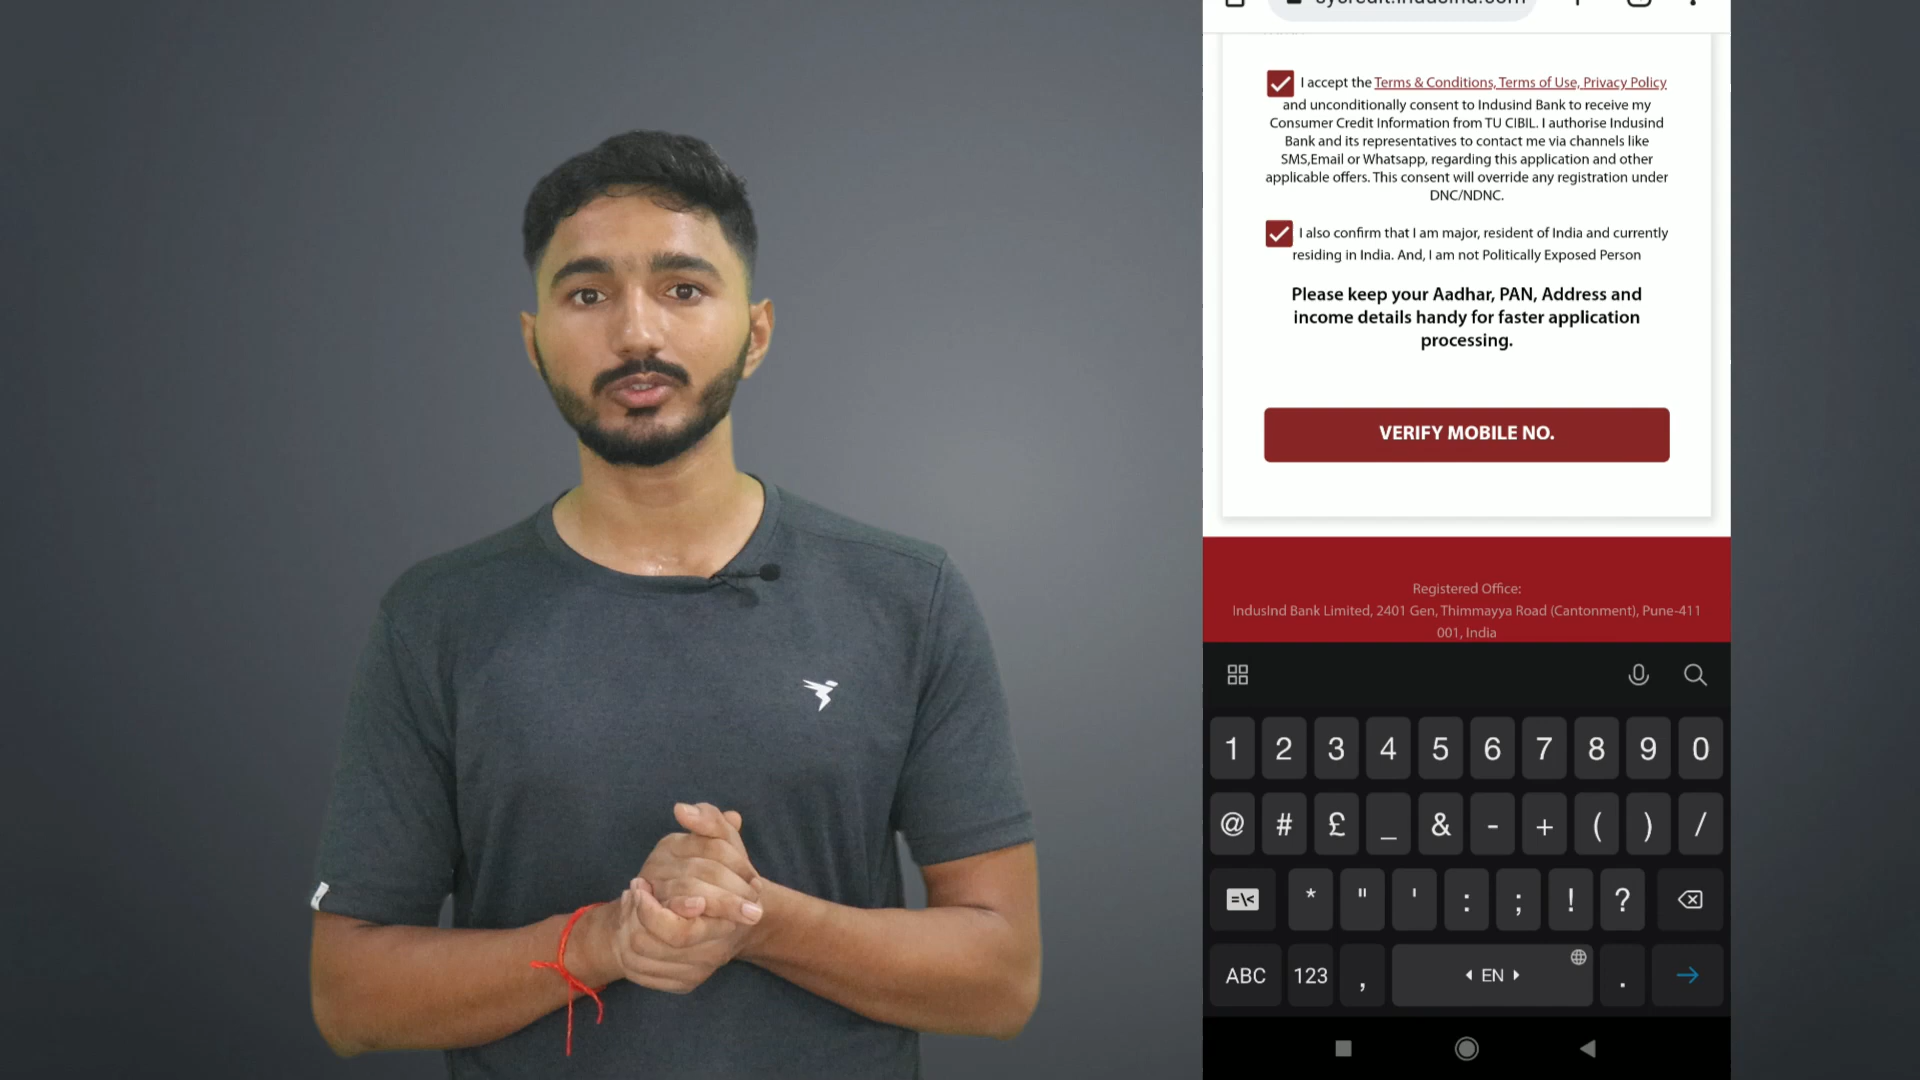 I accept the Terms & Conditions, Terms of Use, Privacy Policy
and unconditionally consent to Indusind Bank to receive my
Consumer Credit Information from TU CIBIL. I authorise Indusind
Bank and its representatives to contact me via channels like
SMS,Email or Whatsapp, regarding this application and other
applicable offers. This consent will override any registration under
DNC/NDNC.
I also confirm that I am major, resident of India and currently
residing in India. And, I am not Politically Exposed Person
Please keep your Aadhar, PAN, Address and
income details handy for faster application
processing.
VERIFY MOBILE NO.
Registered Office:
IndusInd Bank Limited, 2401 Gen, Thimmayya Road (Cantonment), Pune-411
001, India
1 2 3 4 5 6 7 8 9 0
@ # £ _ & - + ( ) /
=\< * " ' : ; ! ?
ABC 123 , EN .